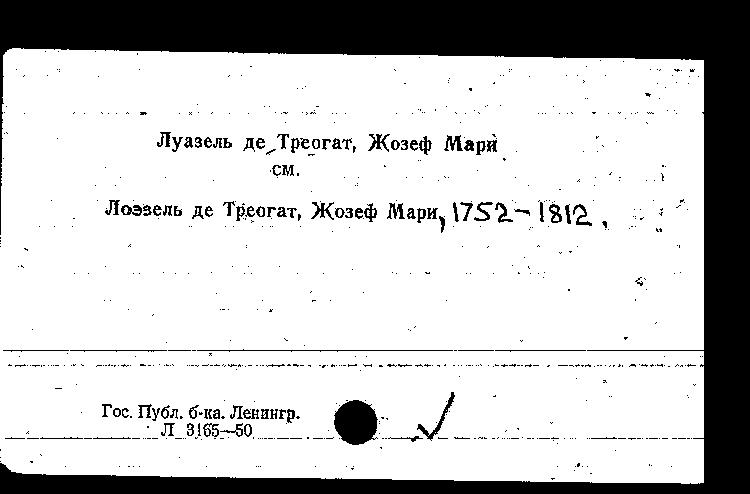 Луазель де Треогат, Жозеф Мари
см.
Лоэзель де Треогат, Жозеф Мари, 1752-1812.
Гос. Публ. б-ка. Ленингр.
Л 3165—50